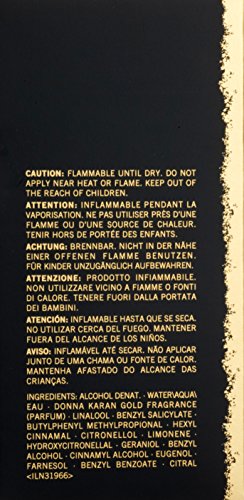 CAUTION: FLAMMABLE UNTIL DRY. DO NOT
APPLY NEAR HEAT OR FLAME. KEEP OUT OF
THE REACH OF CHILDREN.
ATTENTION: INFLAMMABLE PENDANT LA
VAPORISATION. NE PAS UTILISER PRÈS D'UNE
FLAMME OU D'UNE SOURCE DE CHALEUR.
TENIR HORS DE PORTÉE DES ENFANTS.
ACHTUNG: BRENNBAR. NICHT IN DER NÄHE
EINER OFFENEN FLAMME BENUTZEN.
FÜR KINDER UNZUGÄNGLICH AUFBEWAHREN.
ATTENZIONE: PRODOTTO INFIAMMABILE.
NON UTILIZZARE VICINO A FIAMME O FONTI
DI CALORE. TENERE FUORI DALLA PORTATA
DEI BAMBINI.
ATENCIÓN: INFLAMABLE HASTA QUE SE SECA.
NO UTILIZAR CERCA DEL FUEGO. MANTENER
FUERA DEL ALCANCE DE LOS NIÑOS.
AVISO: INFLAMÁVEL ATÉ SECAR. NÃO APLICAR
JUNTO DE UMA CHAMA OU FONTE DE CALOR.
MANTENHA AFASTADO DO ALCANCE DAS
CRIANÇAS.
INGREDIENTS: ALCOHOL DENAT. • WATER\AQUA\
EAU • DONNA KARAN GOLD FRAGRANCE
(PARFUM) • LINALOOL • BENZYL SALICYLATE •
BUTYLPHENYL METHYLPROPIONAL • HEXYL
CINNAMAL • CITRONELLOL • LIMONENE •
HYDROXYCITRONELLAL • GERANIOL • BENZYL
ALCOHOL • CINNAMYL ALCOHOL • EUGENOL •
FARNESOL • BENZYL BENZOATE • CITRAL
<ILN31966>